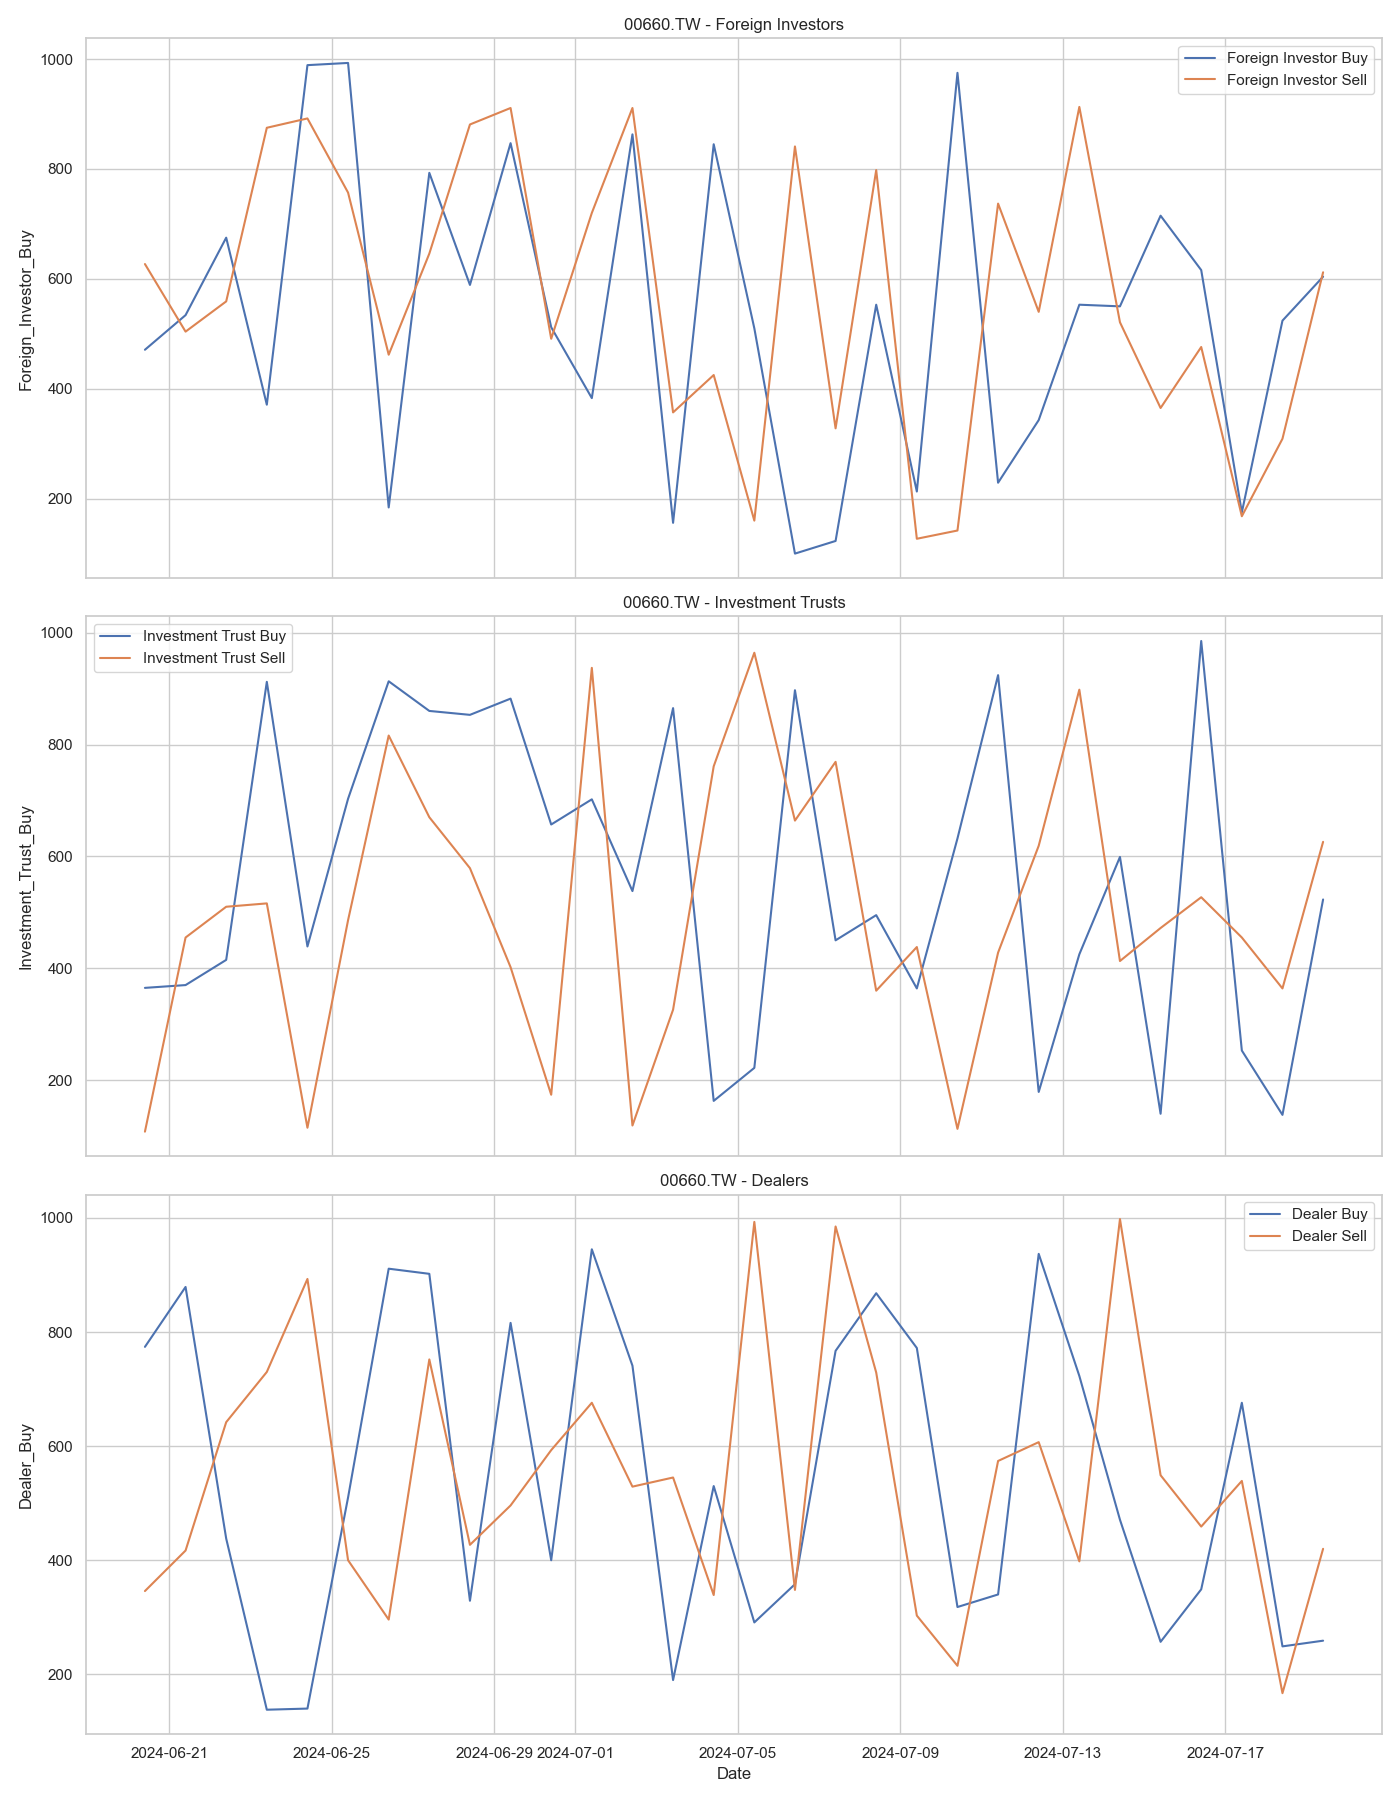 00660.TW - Foreign Investors
1000
800
600
400
200
Foreign_Investor_Buy
Foreign Investor Buy
Foreign Investor Sell
00660.TW - Investment Trusts
1000
800
600
400
200
Investment_Trust_Buy
Investment Trust Buy
Investment Trust Sell
00660.TW - Dealers
1000
800
600
400
200
Dealer_Buy
Dealer Buy
Dealer Sell
2024-06-21 2024-06-25 2024-06-29 2024-07-01 2024-07-05 2024-07-09 2024-07-13 2024-07-17
Date